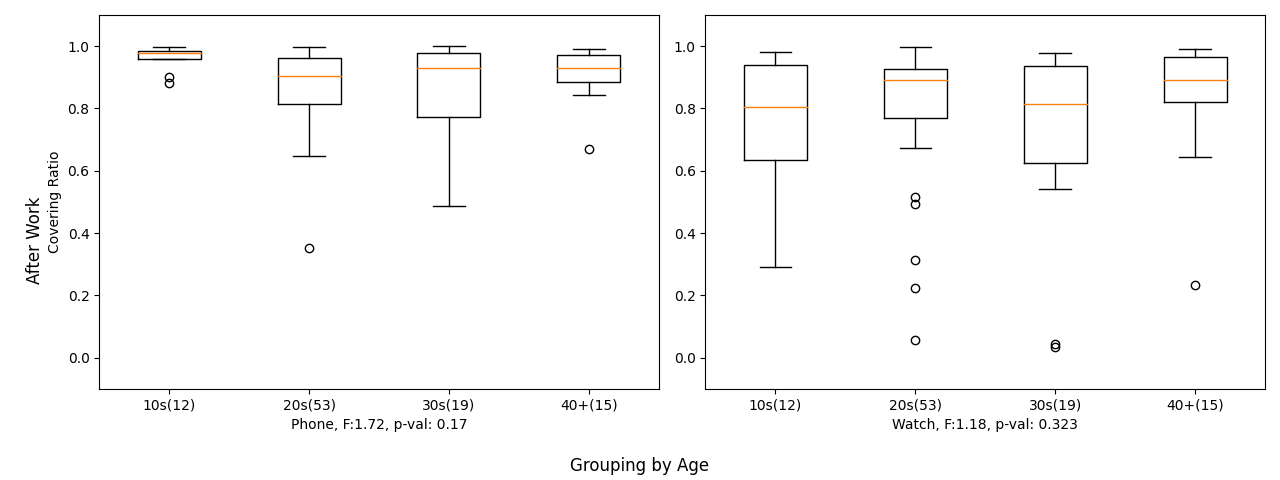 After Work
Covering Ratio
1.0
0.8
0.6
0.4
0.2
0.0
10s(12) 20s(53) 30s(19) 40+(15)
Phone, F:1.72, p-val: 0.17
1.0
0.8
0.6
0.4
0.2
0.0
10s(12) 20s(53) 30s(19) 40+(15)
Watch, F:1.18, p-val: 0.323
Grouping by Age